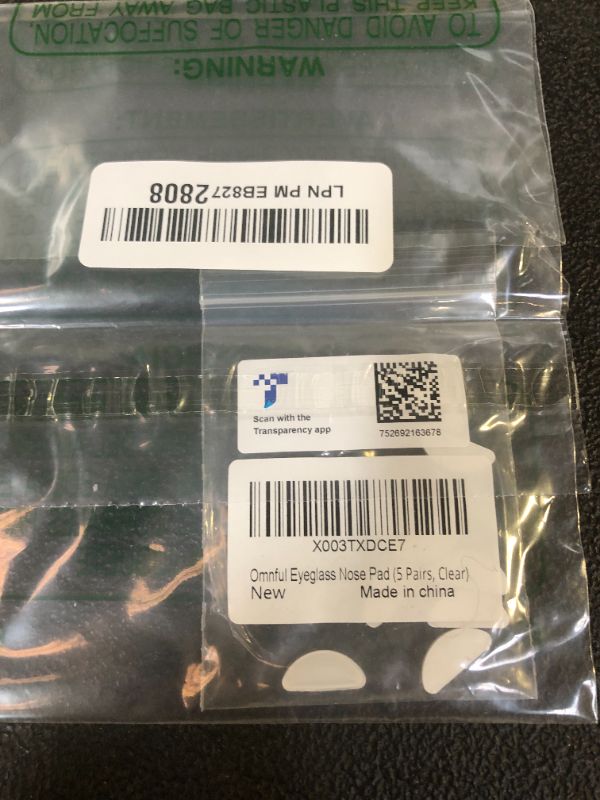 KEEP THIS PLASTIC BAG AWAY FROM
TO AVOID DANGER OF SUFFOCATION.
WARNING:
LPN PM EB8272808
Scan with the
Transparency app
752692163678
X003TXDCE7
Omnful Eyeglass Nose Pad (5 Pairs, Clear)
New
Made in china